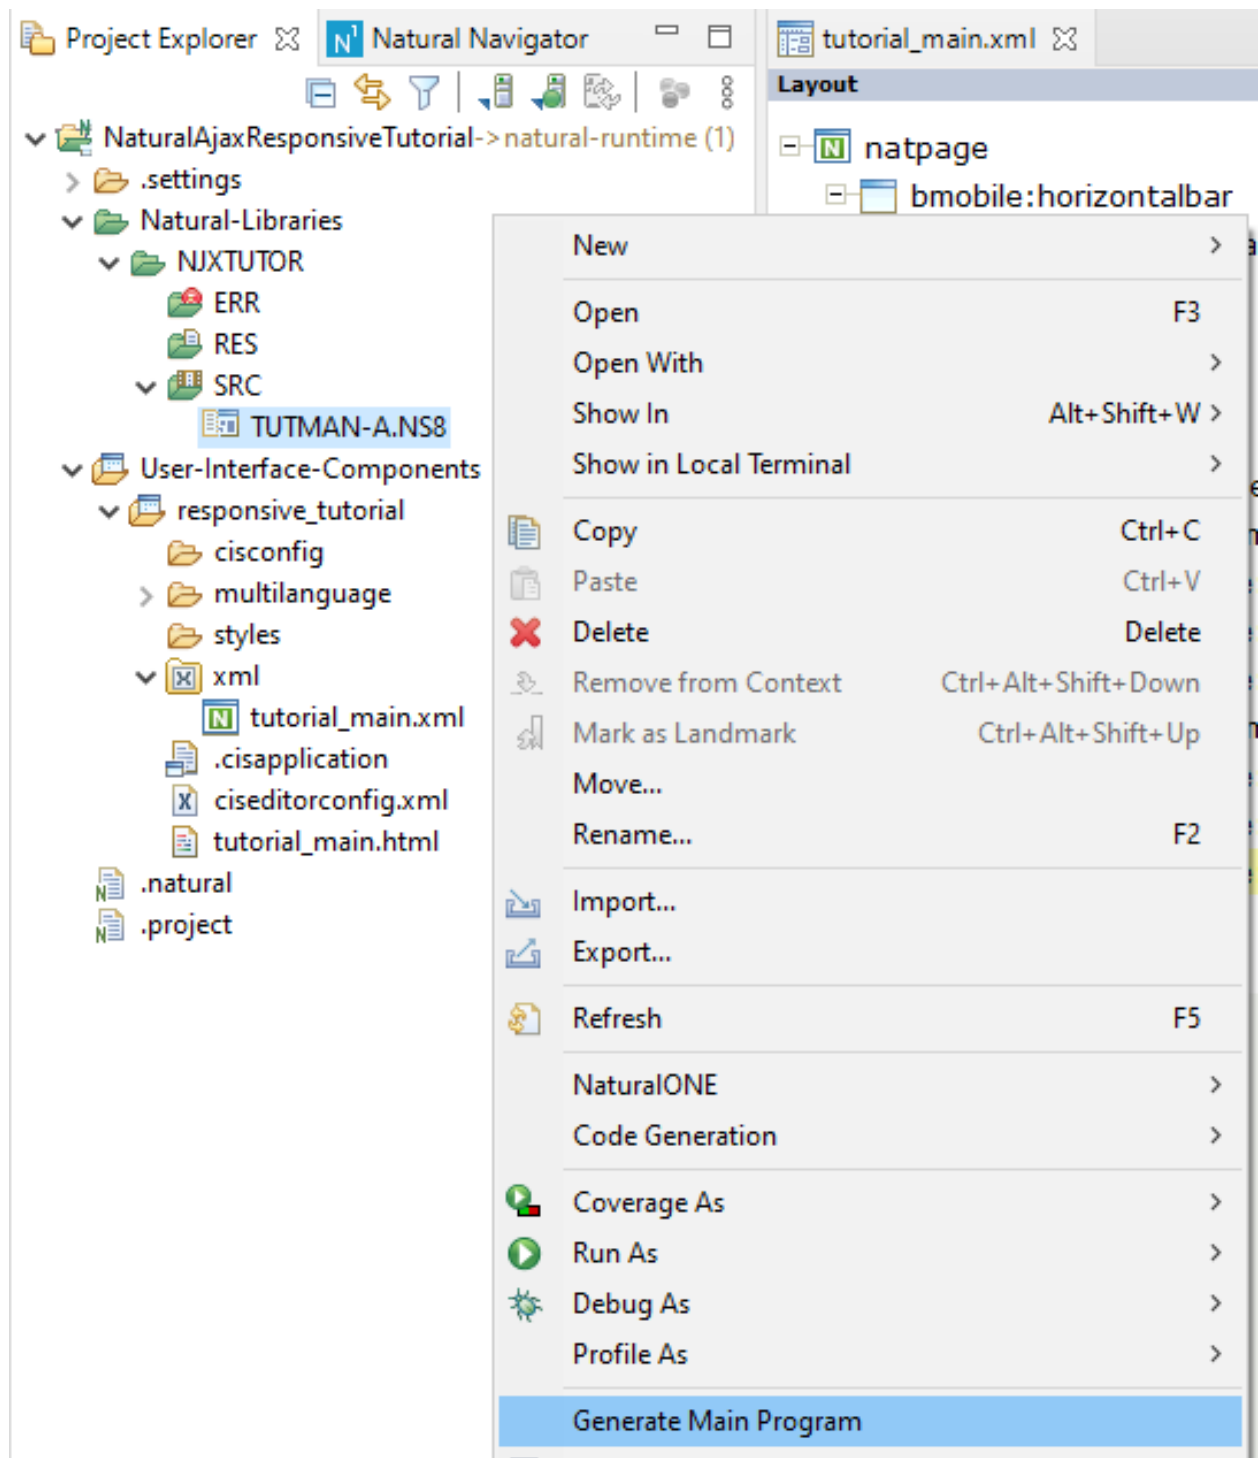 Project Explorer
Natural Navigator
tutorial_main.xml
Layout
NaturalAjaxResponsiveTutorial->natural-runtime (1)
natpage
.settings
bmobile:horizontalbar
Natural-Libraries
NJXTUTOR
ERR
RES
SRC
TUTMAN-A.NS8
User-Interface-Components
responsive_tutorial
cisconfig
multilanguage
styles
xml
tutorial_main.xml
.cisapplication
ciseditorconfig.xml
tutorial_main.html
.natural
.project
New
Open F3
Open With
Show In Alt+Shift+W
Show in Local Terminal
Copy Ctrl+C
Paste Ctrl+V
Delete Delete
Remove from Context Ctrl+Alt+Shift+Down
Mark as Landmark Ctrl+Alt+Shift+Up
Move...
Rename... F2
Import...
Export...
Refresh F5
NaturalONE
Code Generation
Coverage As
Run As
Debug As
Profile As
Generate Main Program